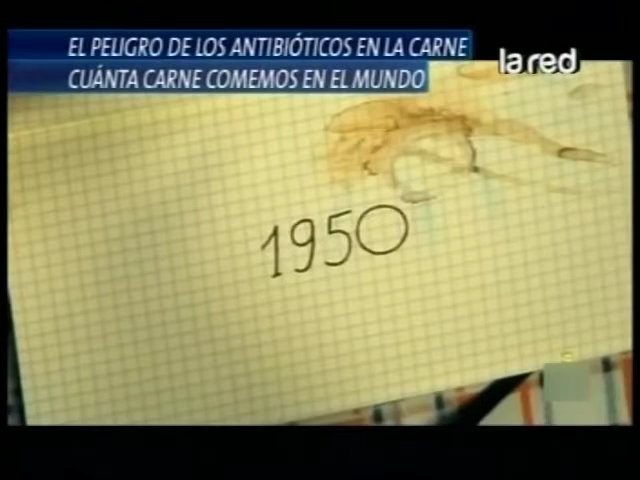 EL PELIGRO DE LOS ANTIBIÓTICOS EN LA CARNE
CUÁNTA CARNE COMEMOS EN EL MUNDO
la red
1950